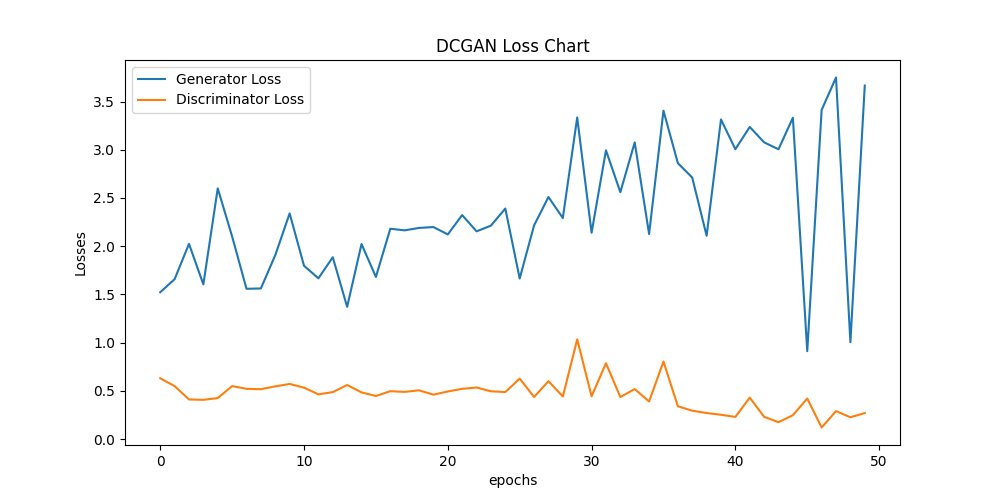 DCGAN Loss Chart
Generator Loss
Discriminator Loss
3.5
3.0
2.5
2.0
1.5
1.0
0.5
0.0
Losses
0 10 20 30 40 50
epochs